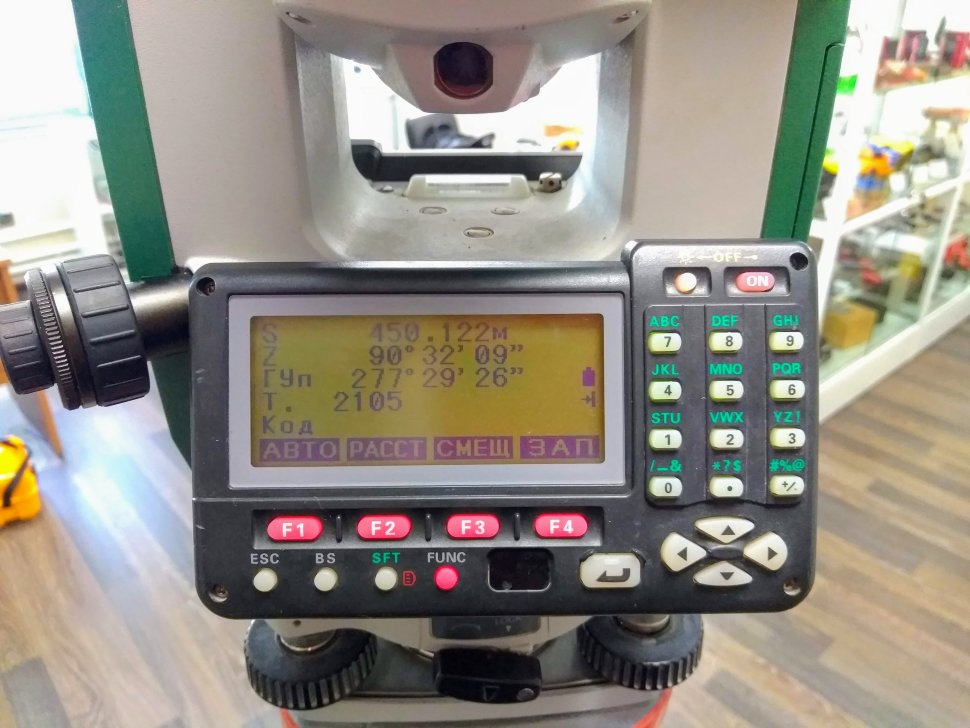 S 450.122м
Z 90°32'09"
ГУп 277°29'26"
Т. 2105
Код
АВТО РАССТ СМЕЩ ЗАП
←OFF→
ON
ABC DEF GHI
7 8 9
JKL MNO PQR
4 5 6
STU VWX YZ!
1 2 3
/_& *?$ #%@
0 . +/-
F1 F2 F3 F4
ESC BS SFT FUNC
LOCK